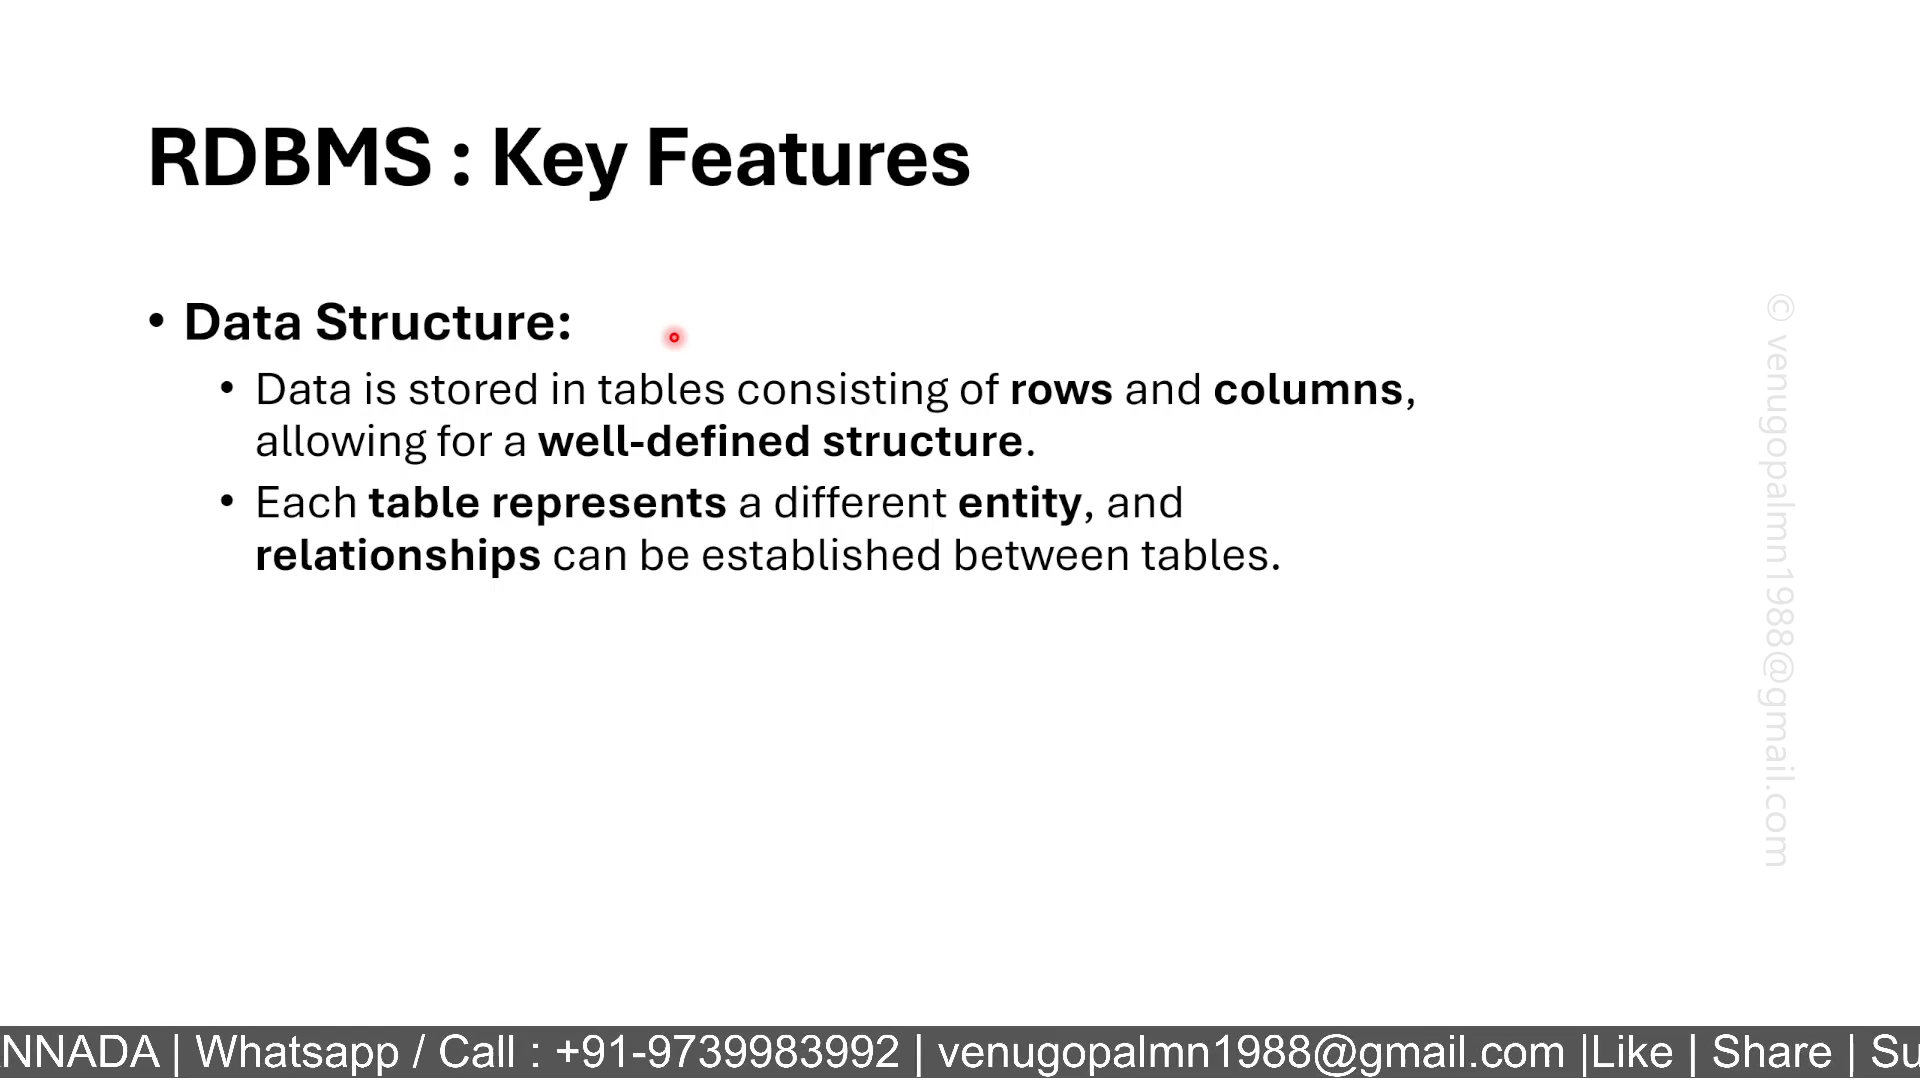 RDBMS : Key Features
• Data Structure:
• Data is stored in tables consisting of rows and columns,
allowing for a well-defined structure.
• Each table represents a different entity, and
relationships can be established between tables.
© venugopalmn1988@gmail.com
NNADA | Whatsapp / Call : +91-9739983992 | venugopalmn1988@gmail.com |Like | Share | Su